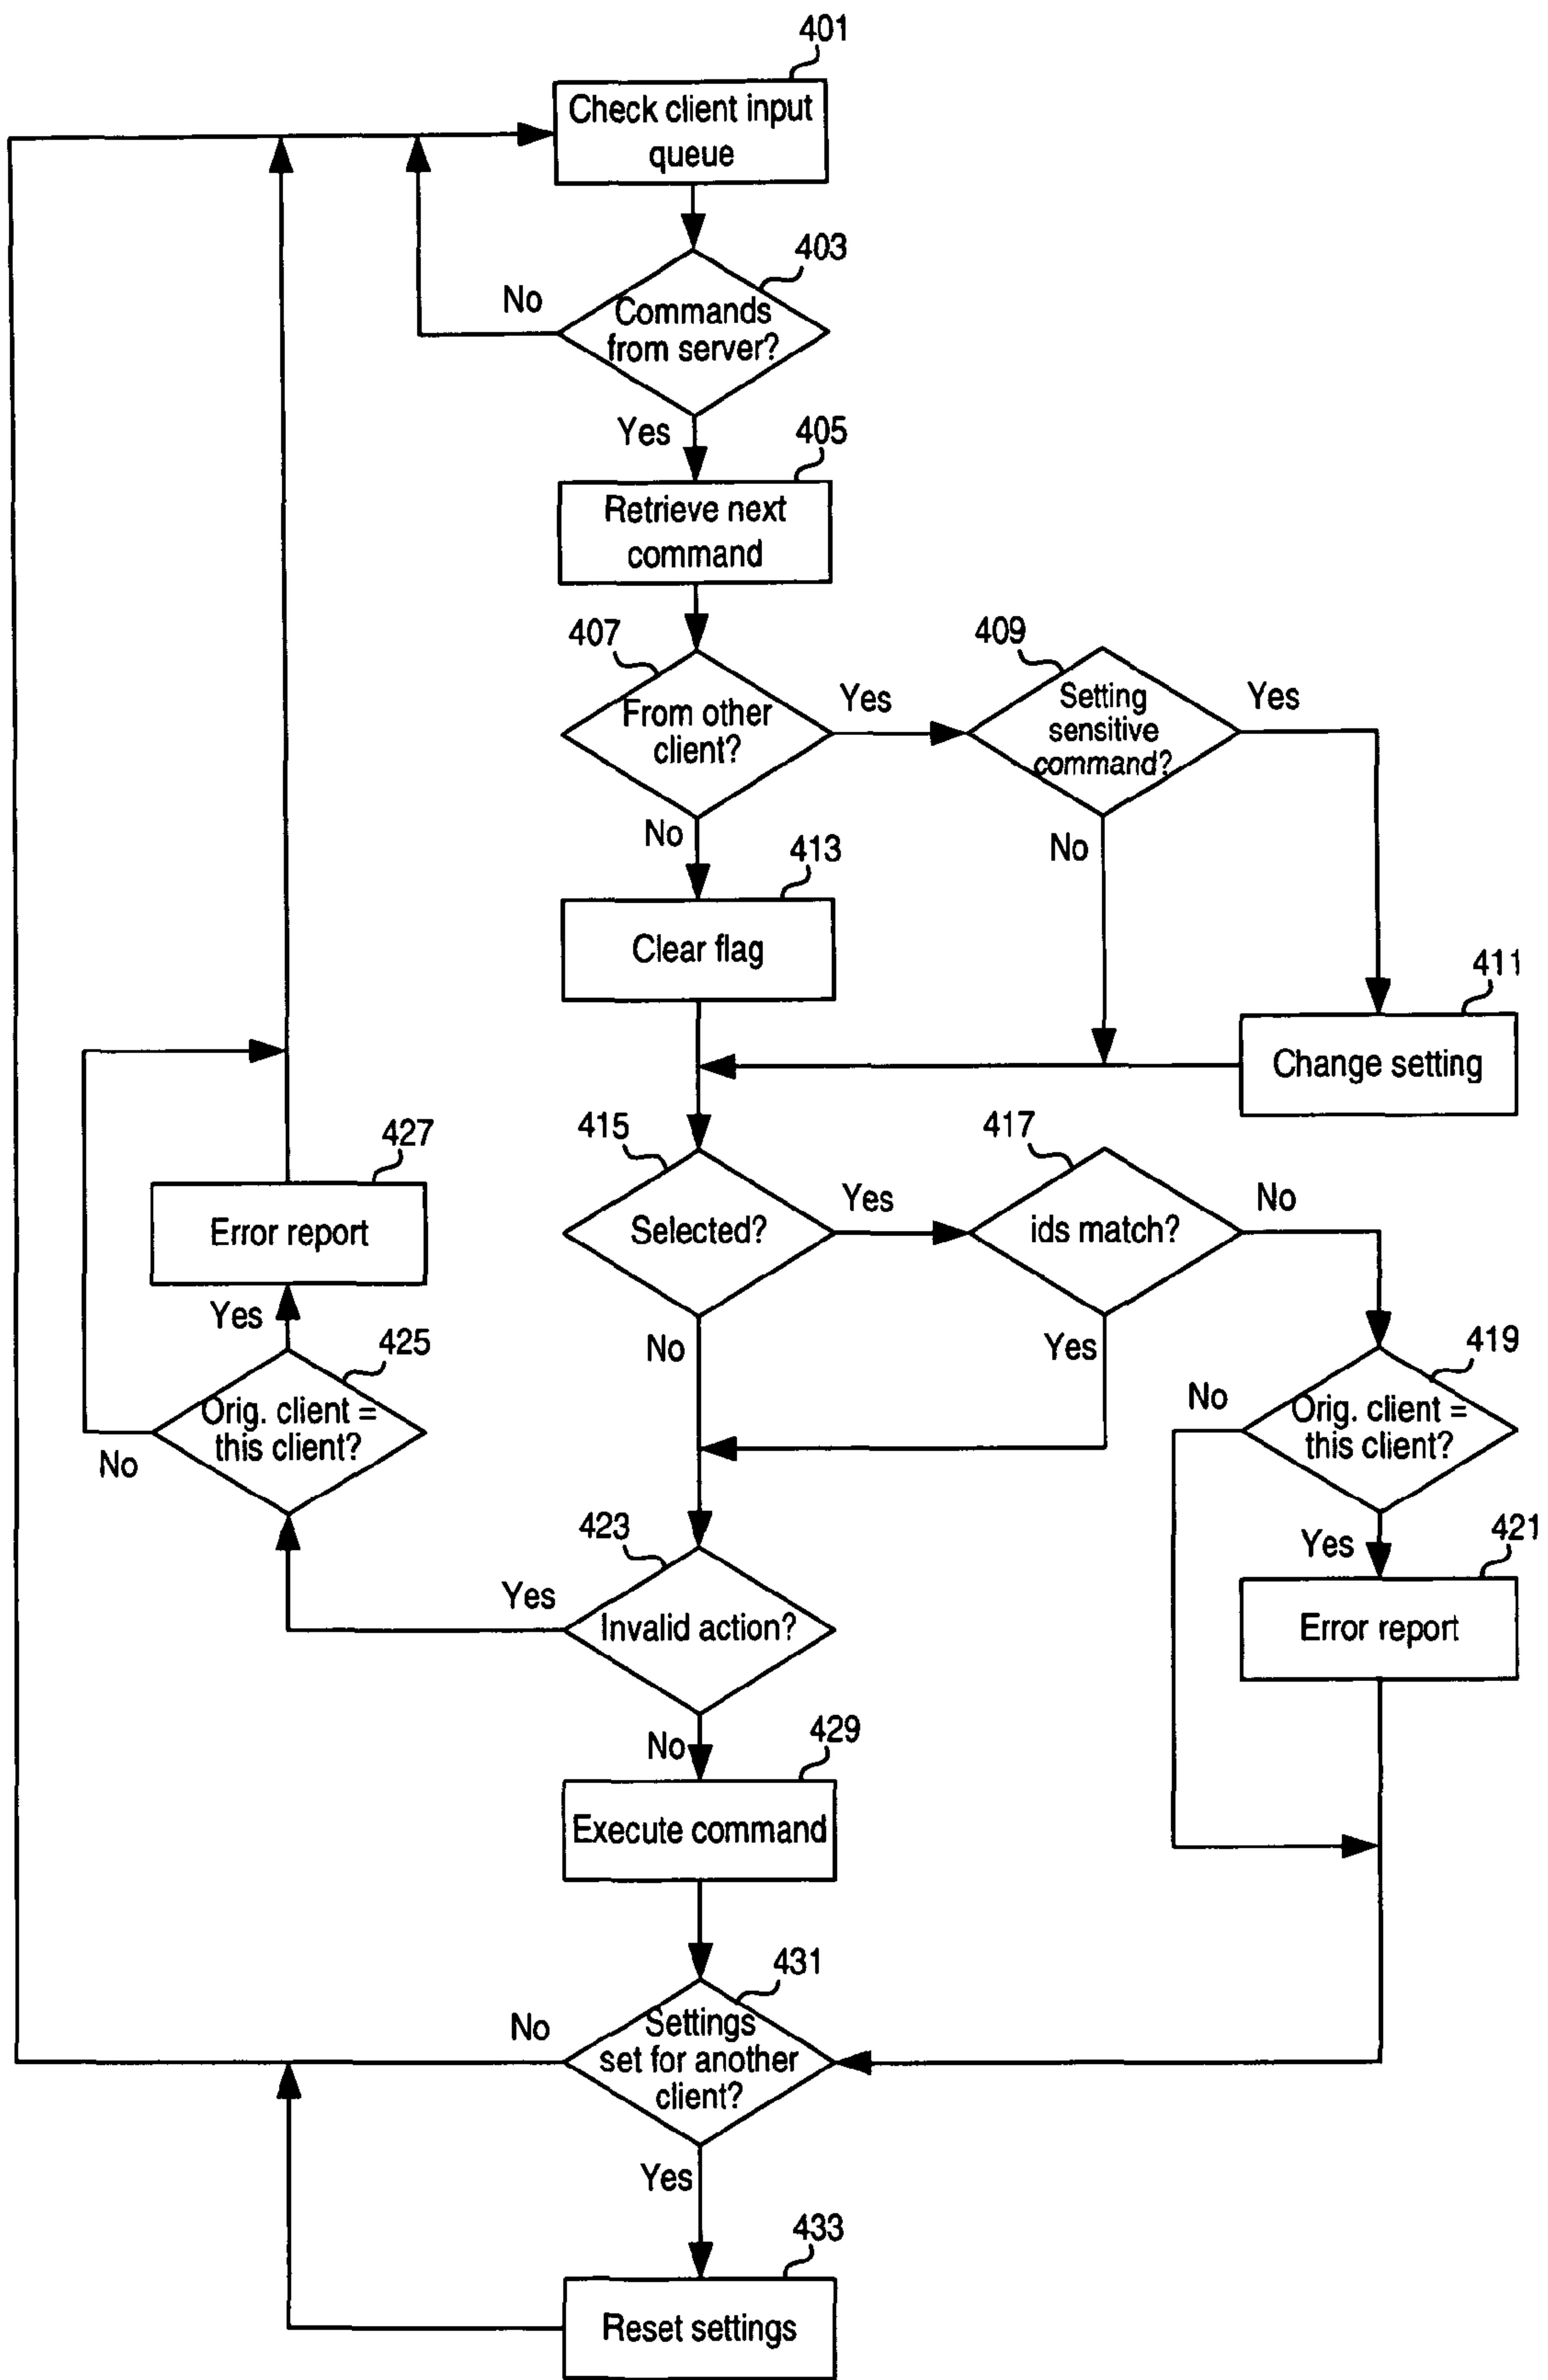 401
Check client input
queue
403
No
Commands
from server?
Yes
405
Retrieve next
command
407
From other
client?
Yes
409
Setting
sensitive
command?
Yes
No
No
413
Clear flag
411
Change setting
415
Selected?
Yes
417
ids match?
No
427
Error report
Yes
No
Yes
425
Orig. client =
this client?
No
419
No
Orig. client =
this client?
Yes
423
Yes
Invalid action?
421
Error report
No
429
Execute command
431
No
Settings
set for another
client?
Yes
433
Reset settings